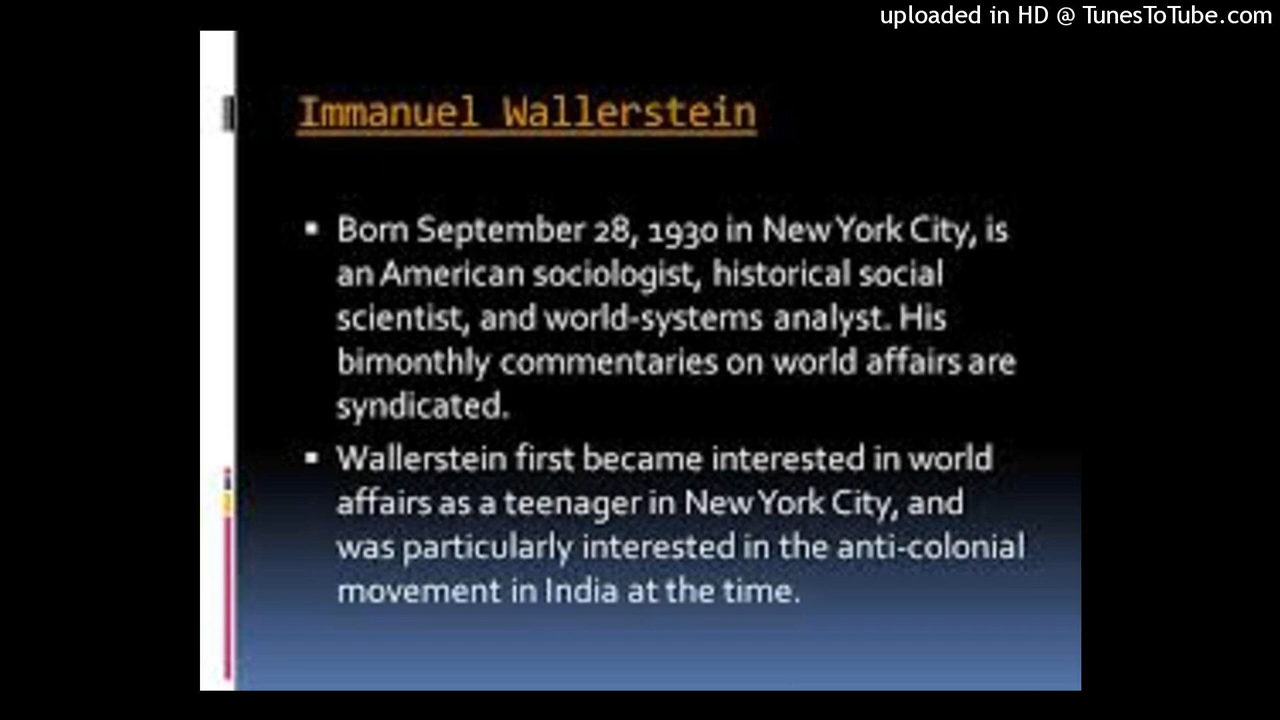 uploaded in HD @ TunesToTube.com
Immanuel Wallerstein
▪ Born September 28, 1930 in New York City, is
an American sociologist, historical social
scientist, and world-systems analyst. His
bimonthly commentaries on world affairs are
syndicated.
▪ Wallerstein first became interested in world
affairs as a teenager in New York City, and
was particularly interested in the anti-colonial
movement in India at the time.